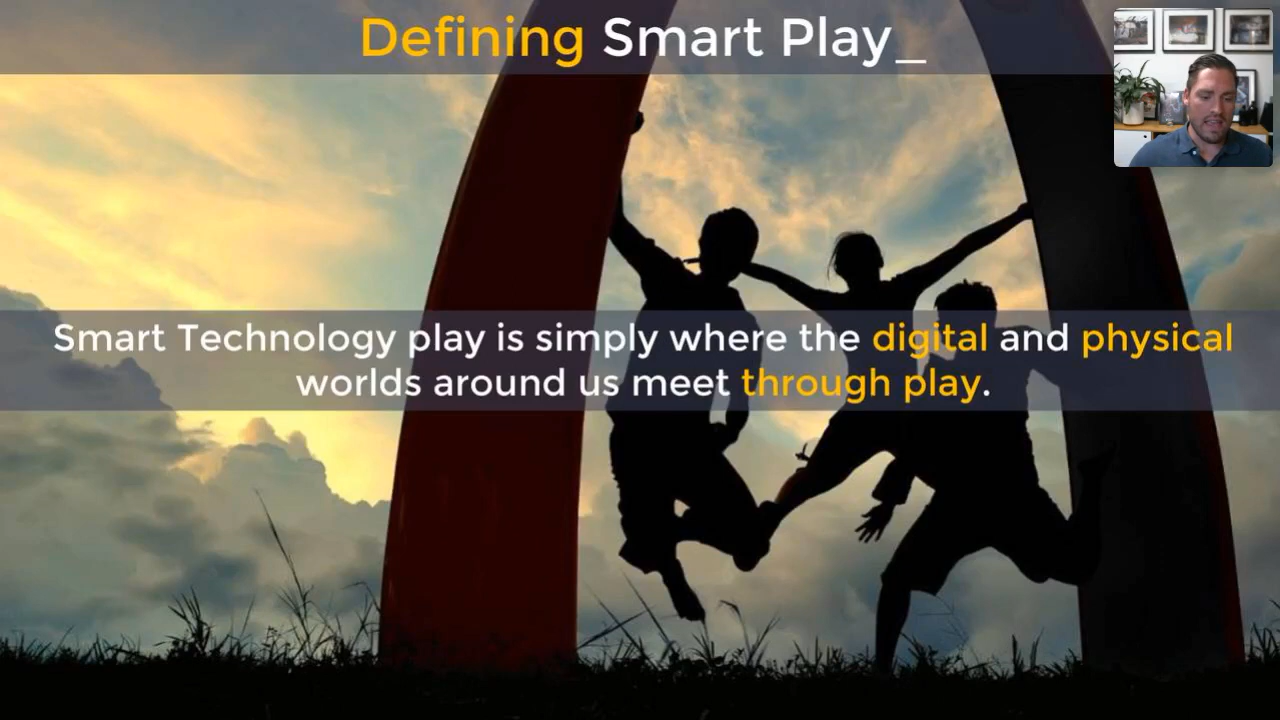 Defining Smart Play_
Smart Technology play is simply where the digital and physical
worlds around us meet through play.